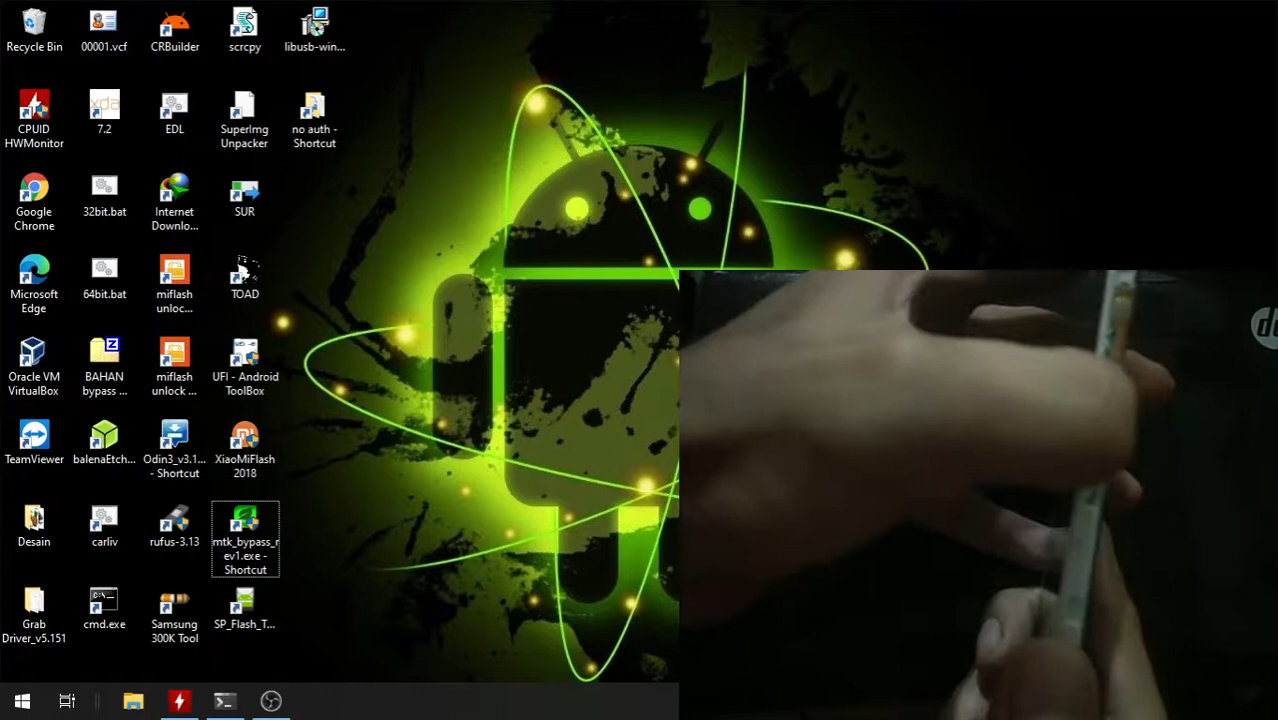 Recycle Bin
00001.vcf
CRBuilder
scrcpy
libusb-win...
CPUID
HWMonitor
xda
7.2
EDL
SuperImg
Unpacker
no auth -
Shortcut
Google
Chrome
32bit.bat
Internet
Downlo...
SUR
Microsoft
Edge
64bit.bat
miflash
unloc...
TOAD
Oracle VM
VirtualBox
Z
BAHAN
bypass ...
miflash
unlock ...
UFI - Android
ToolBox
TeamViewer
balenaEtch...
Odin3_v3.1...
- Shortcut
XiaoMiFlash
2018
Desain
carliv
rufus-3.13
mtk_bypass_r
ev1.exe -
Shortcut
Grab
Driver_v5.151
cmd.exe
Samsung
300K Tool
SP_Flash_T...